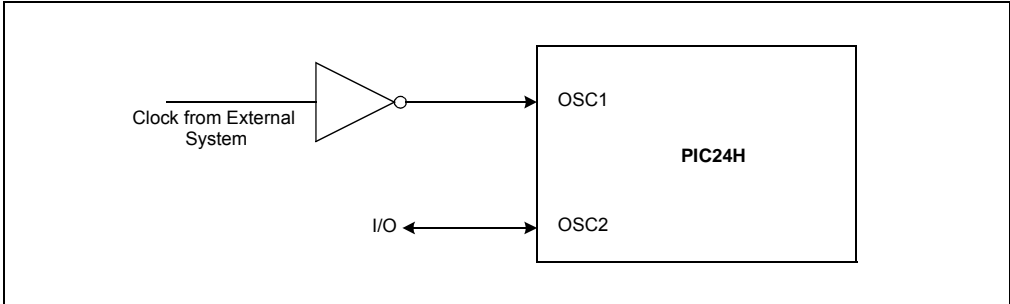 Clock from External
System
OSC1
PIC24H
I/O
OSC2